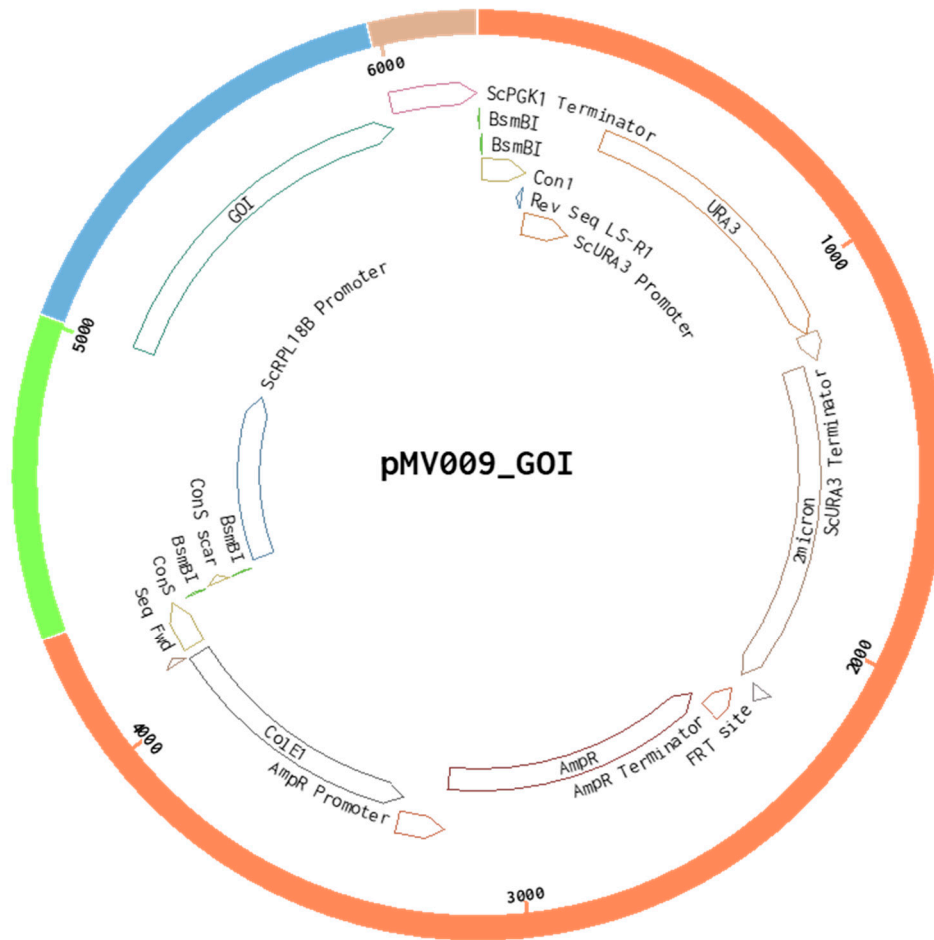 6000
ScPGK1 Terminator
BsmBI
BsmBI
Con1
Rev Seq LS-R1
ScURA3 Promoter
URA3
1000
GOI
ScRPL18B Promoter
5000
ScURA3 Terminator
pMV009_GOI
2micron
ConS scar
BsmBI
BsmBI
ConS
Seq Fwd
2000
FRT site
AmpR Terminator
AmpR
ColE1
AmpR Promoter
4000
3000